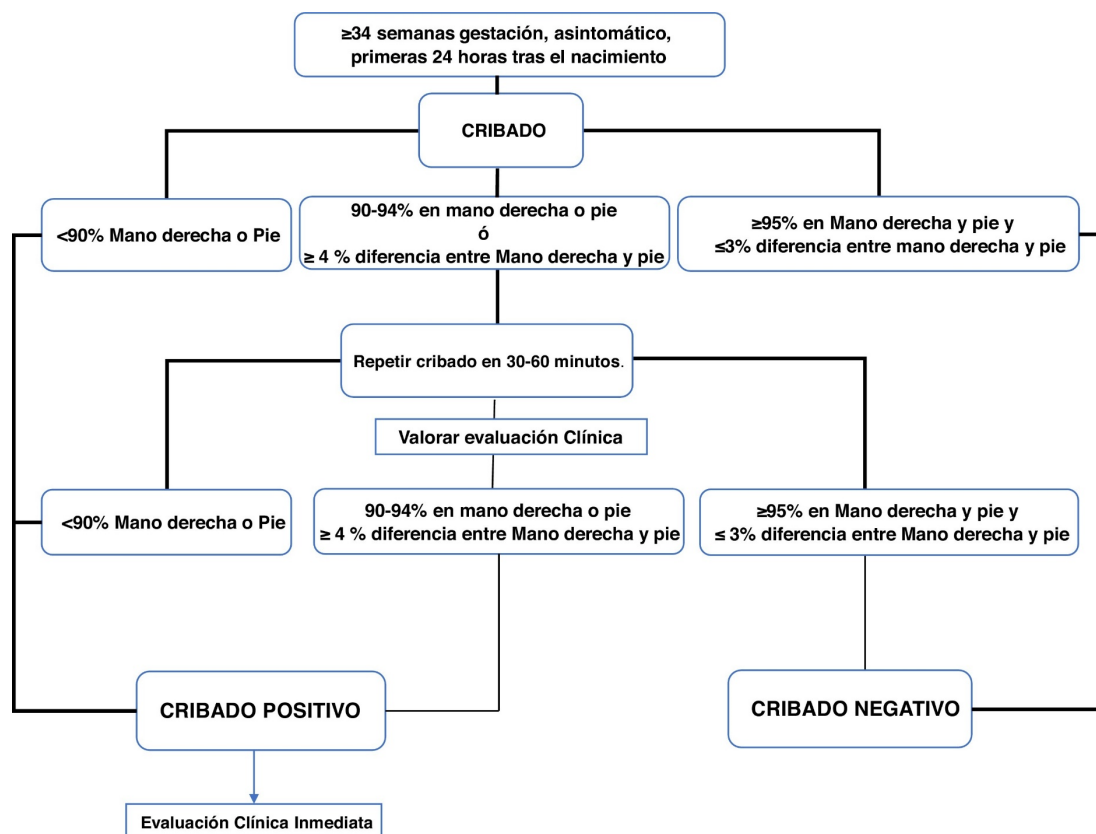 ≥34 semanas gestación, asintomático,
primeras 24 horas tras el nacimiento
CRIBADO
<90% Mano derecha o Pie
90-94% en mano derecha o pie
ó
≥ 4 % diferencia entre Mano derecha y pie
≥95% en Mano derecha y pie y
≤3% diferencia entre mano derecha y pie
Repetir cribado en 30-60 minutos.
Valorar evaluación Clínica
<90% Mano derecha o Pie
90-94% en mano derecha o pie
≥ 4 % diferencia entre Mano derecha y pie
≥95% en Mano derecha y pie y
≤ 3% diferencia entre Mano derecha y pie
CRIBADO POSITIVO
CRIBADO NEGATIVO
Evaluación Clínica Inmediata